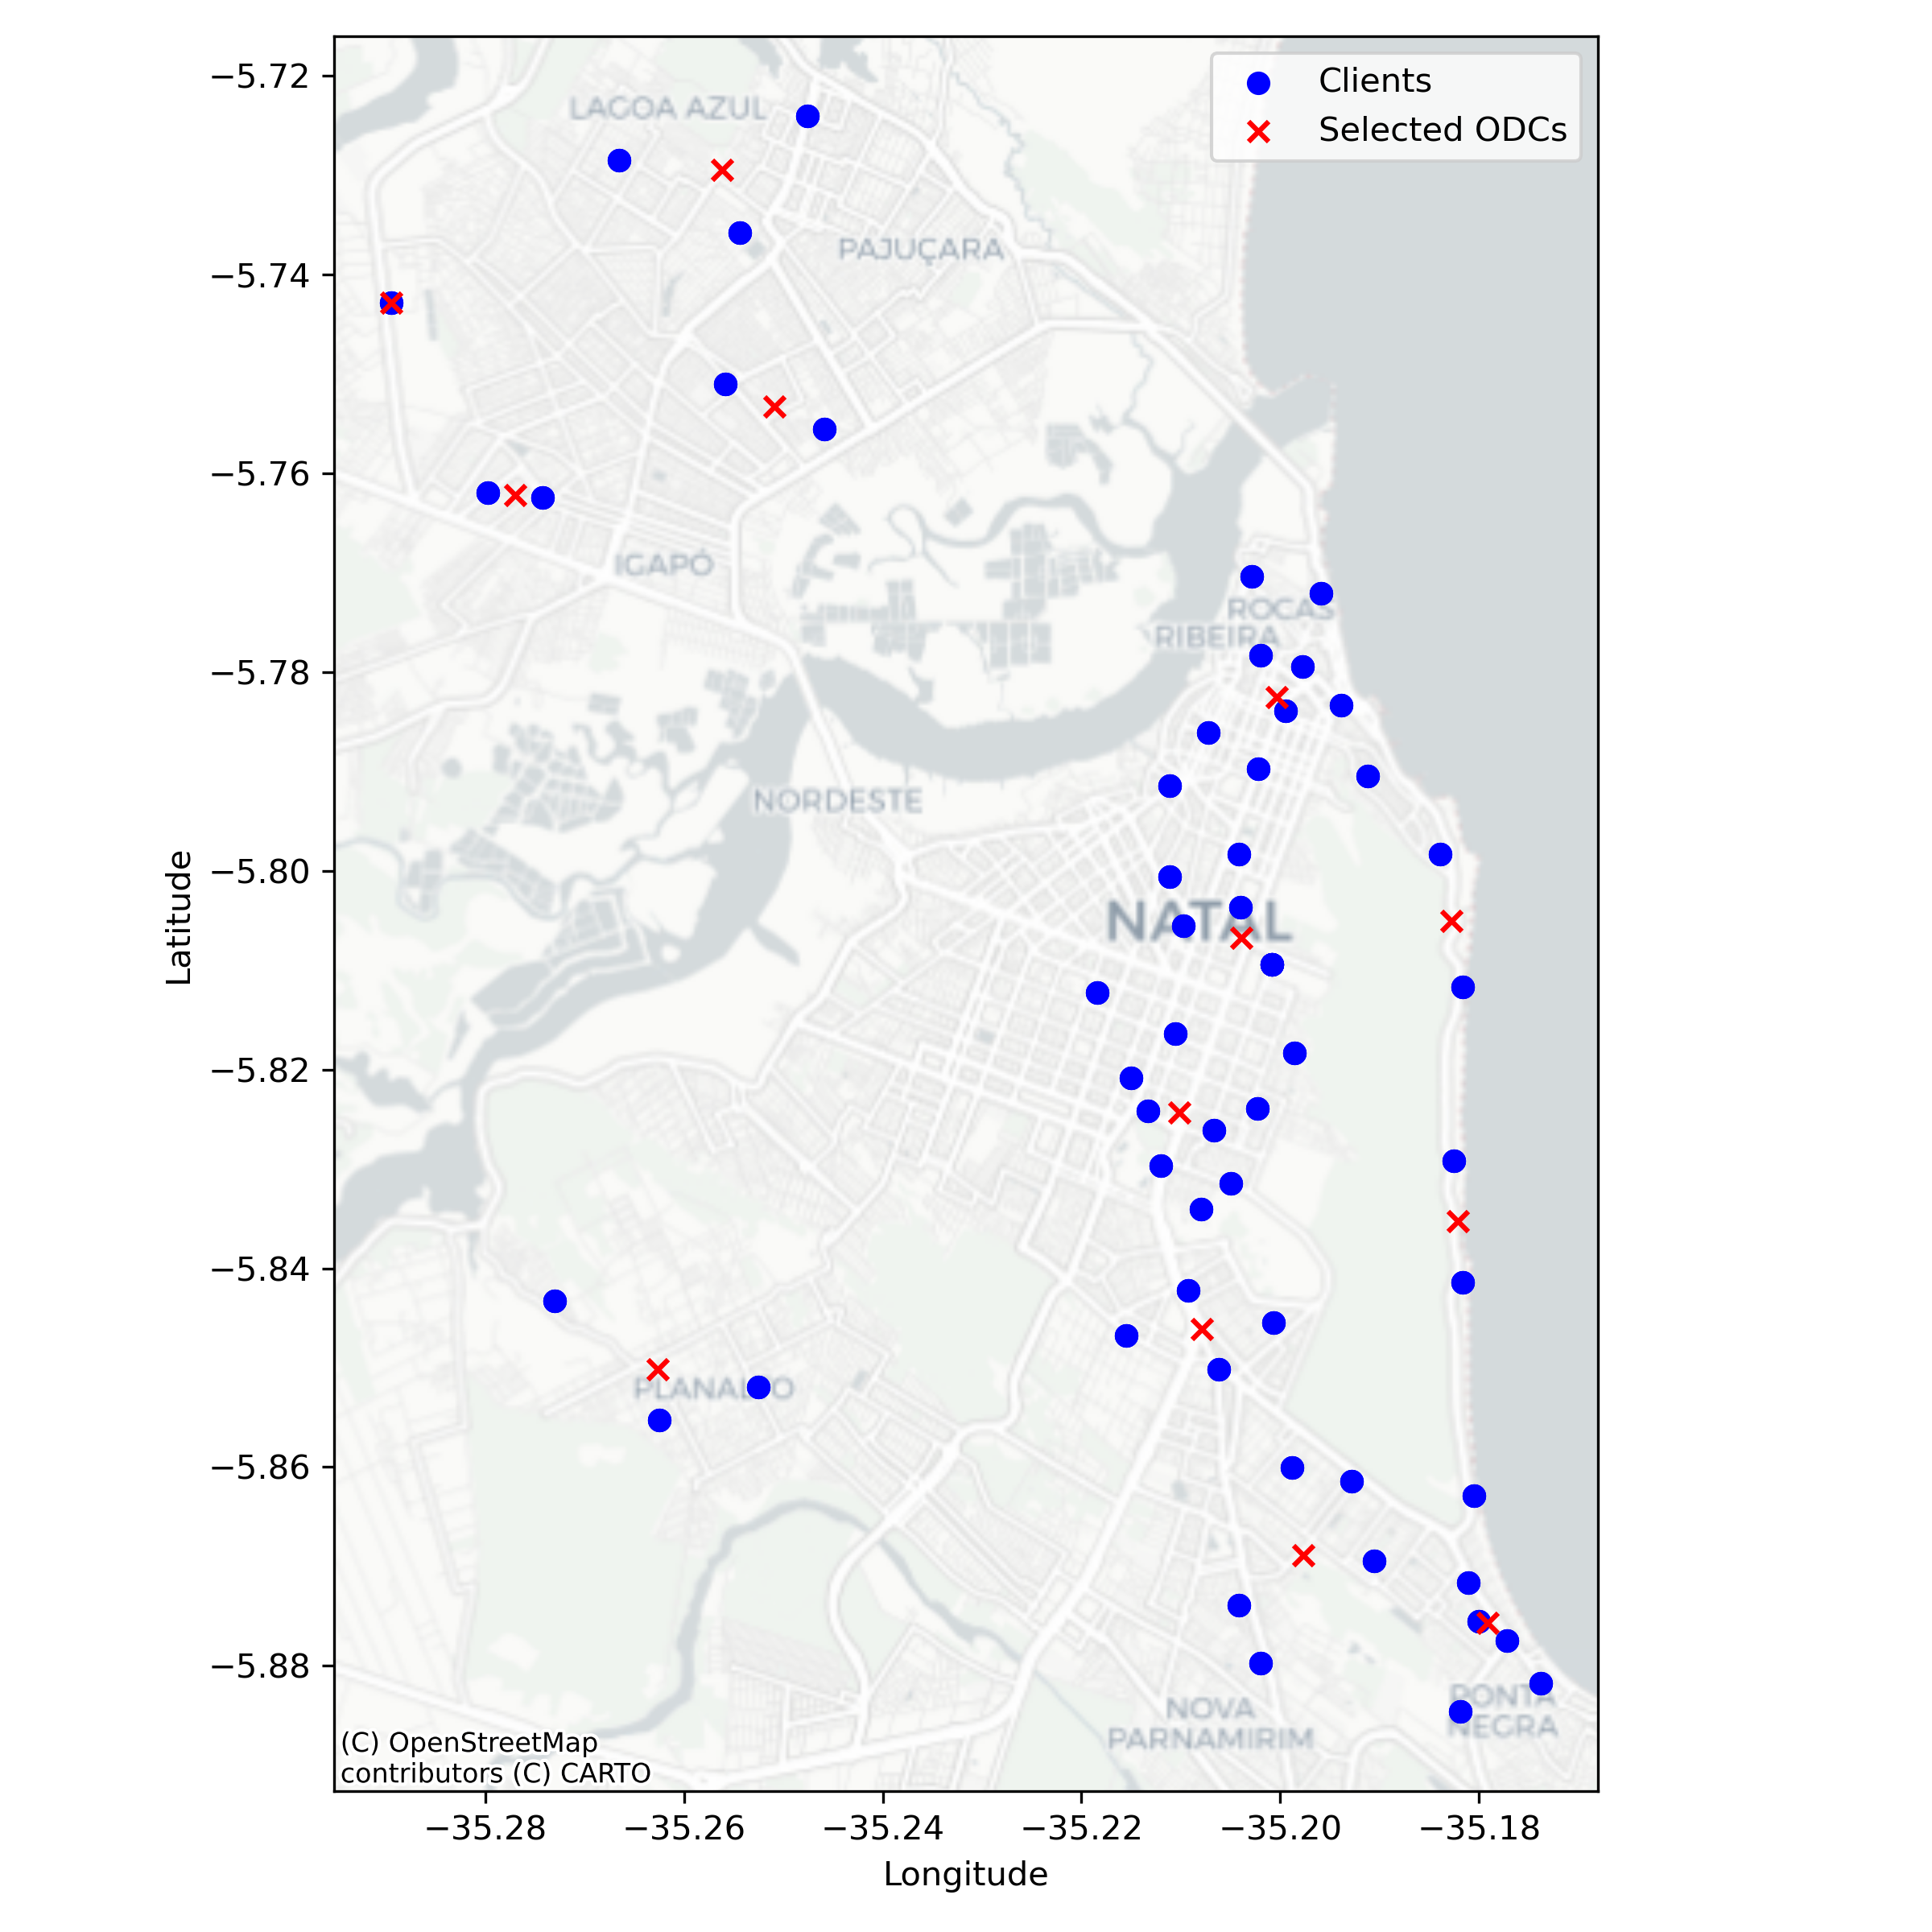 Clients
Selected ODCs
−5.72
−5.74
−5.76
−5.78
−5.80
−5.82
−5.84
−5.86
−5.88
Latitude
LAGOA AZUL
PAJUÇARA
IGAPÓ
ROCAS
RIBEIRA
NORDESTE
NATAL
PLANALTO
NOVA
PARNAMIRIM
PONTA
NEGRA
(C) OpenStreetMap
contributors (C) CARTO
−35.28
−35.26
−35.24
−35.22
−35.20
−35.18
Longitude